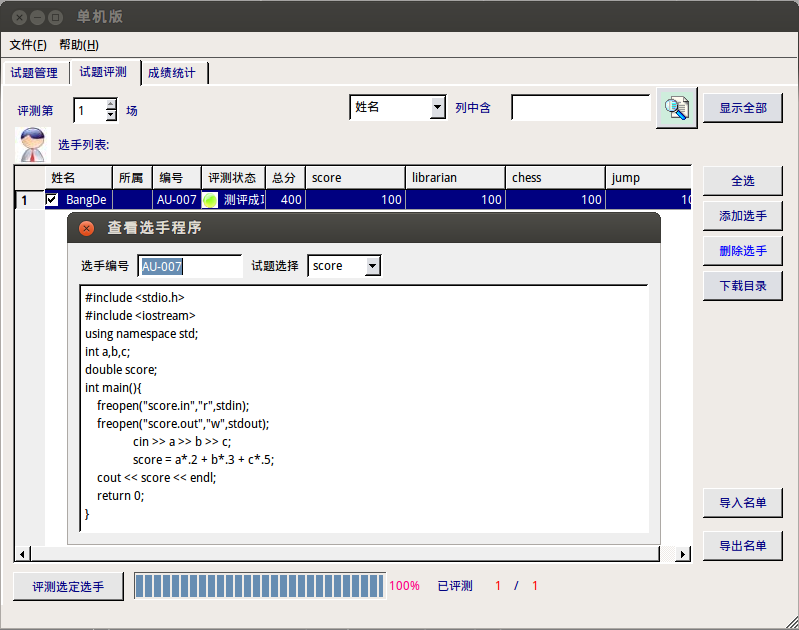 单机版
文件(F) 帮助(H)
试题管理 试题评测 成绩统计
评测第 1 场 姓名 列中含 显示全部
选手列表:
姓名 所属 编号 评测状态 总分 score librarian chess jump
1 BangDe AU-007 测评成 400 100 100 100 10
全选
添加选手
删除选手
下载目录
查看选手程序
选手编号 AU-007 试题选择 score
#include <stdio.h>
#include <iostream>
using namespace std;
int a,b,c;
double score;
int main(){
freopen("score.in","r",stdin);
freopen("score.out","w",stdout);
cin >> a >> b >> c;
score = a*.2 + b*.3 + c*.5;
cout << score << endl;
return 0;
}
导入名单
导出名单
评测选定选手 100% 已评测 1 / 1